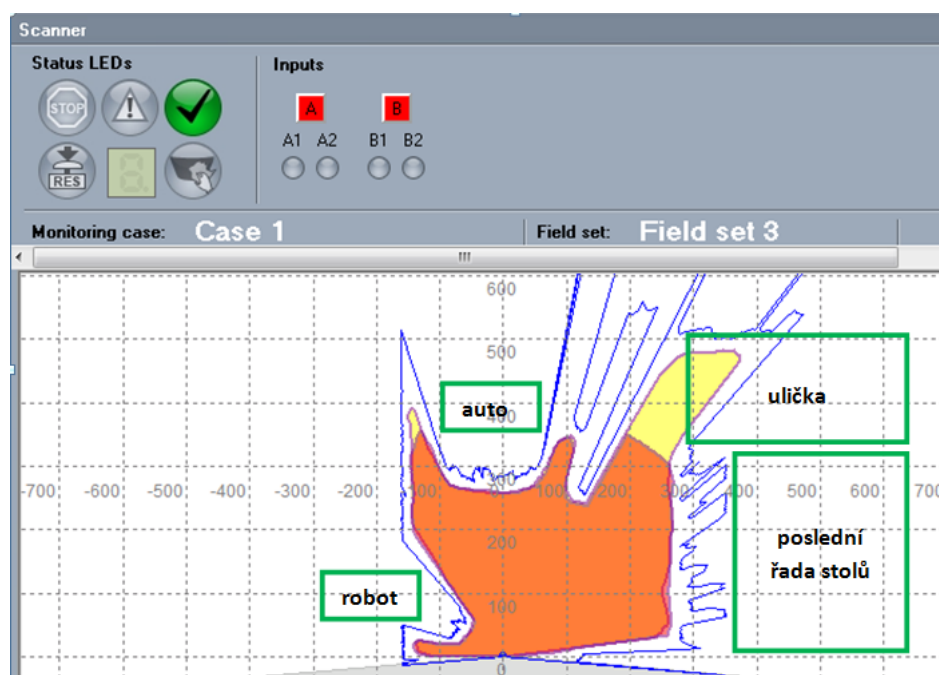 Scanner
Status LEDs
Inputs
STOP
A
B
A1 A2 B1 B2
RES
Monitoring case: Case 1
Field set: Field set 3
600
500
auto
400
ulička
-700 -600 -500 -400 -300 -200 100 300 100 200 300 400 500 600 700
200
poslední
řada stolů
robot
100
0